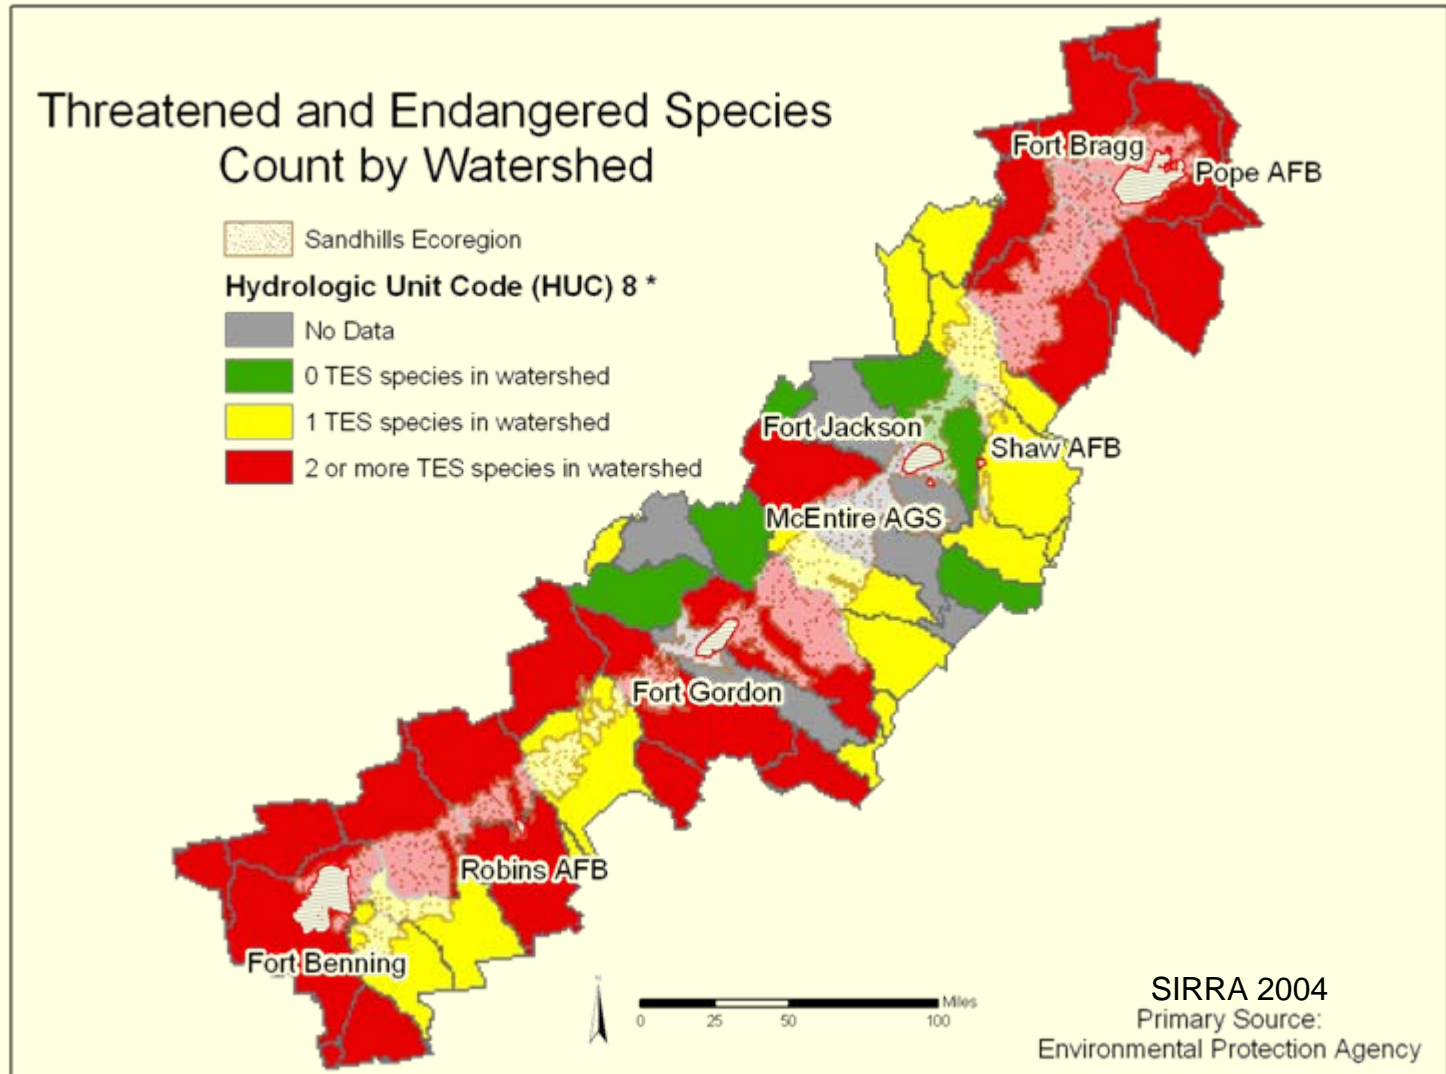 Threatened and Endangered Species
Count by Watershed
Sandhills Ecoregion
Hydrologic Unit Code (HUC) 8 *
No Data
0 TES species in watershed
1 TES species in watershed
2 or more TES species in watershed
Fort Bragg
Pope AFB
Fort Jackson
Shaw AFB
McEntire AGS
Fort Gordon
Robins AFB
Fort Benning
N
Miles
0 25 50 100
SIRRA 2004
Primary Source:
Environmental Protection Agency